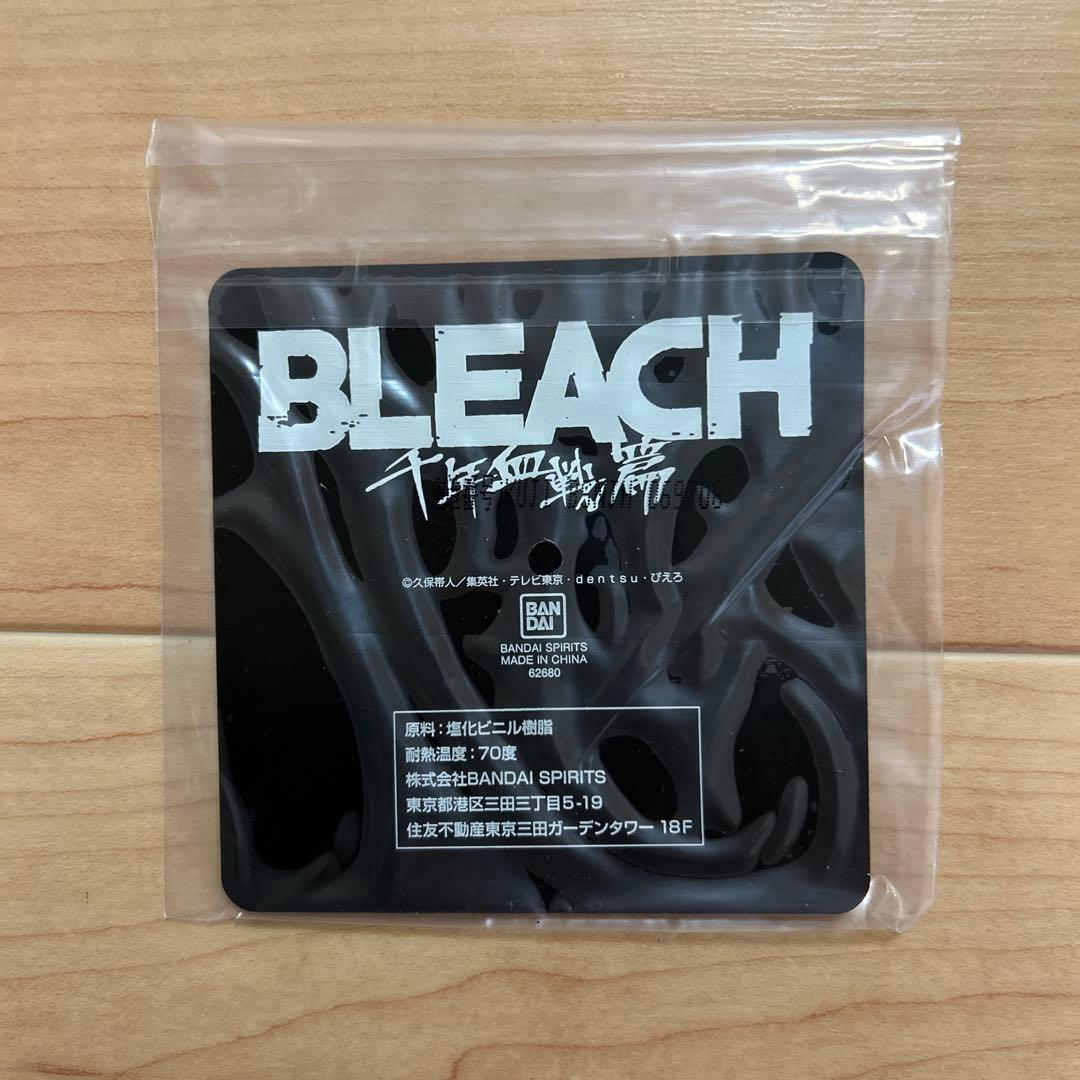 BLEACH
千年血戦篇
©久保帯人／集英社・テレビ東京・dentsu・ぴえろ
BAN
DAI
BANDAI SPIRITS
MADE IN CHINA
62680
原料：塩化ビニル樹脂
耐熱温度：70度
株式会社BANDAI SPIRITS
東京都港区三田三丁目5-19
住友不動産東京三田ガーデンタワー 18F